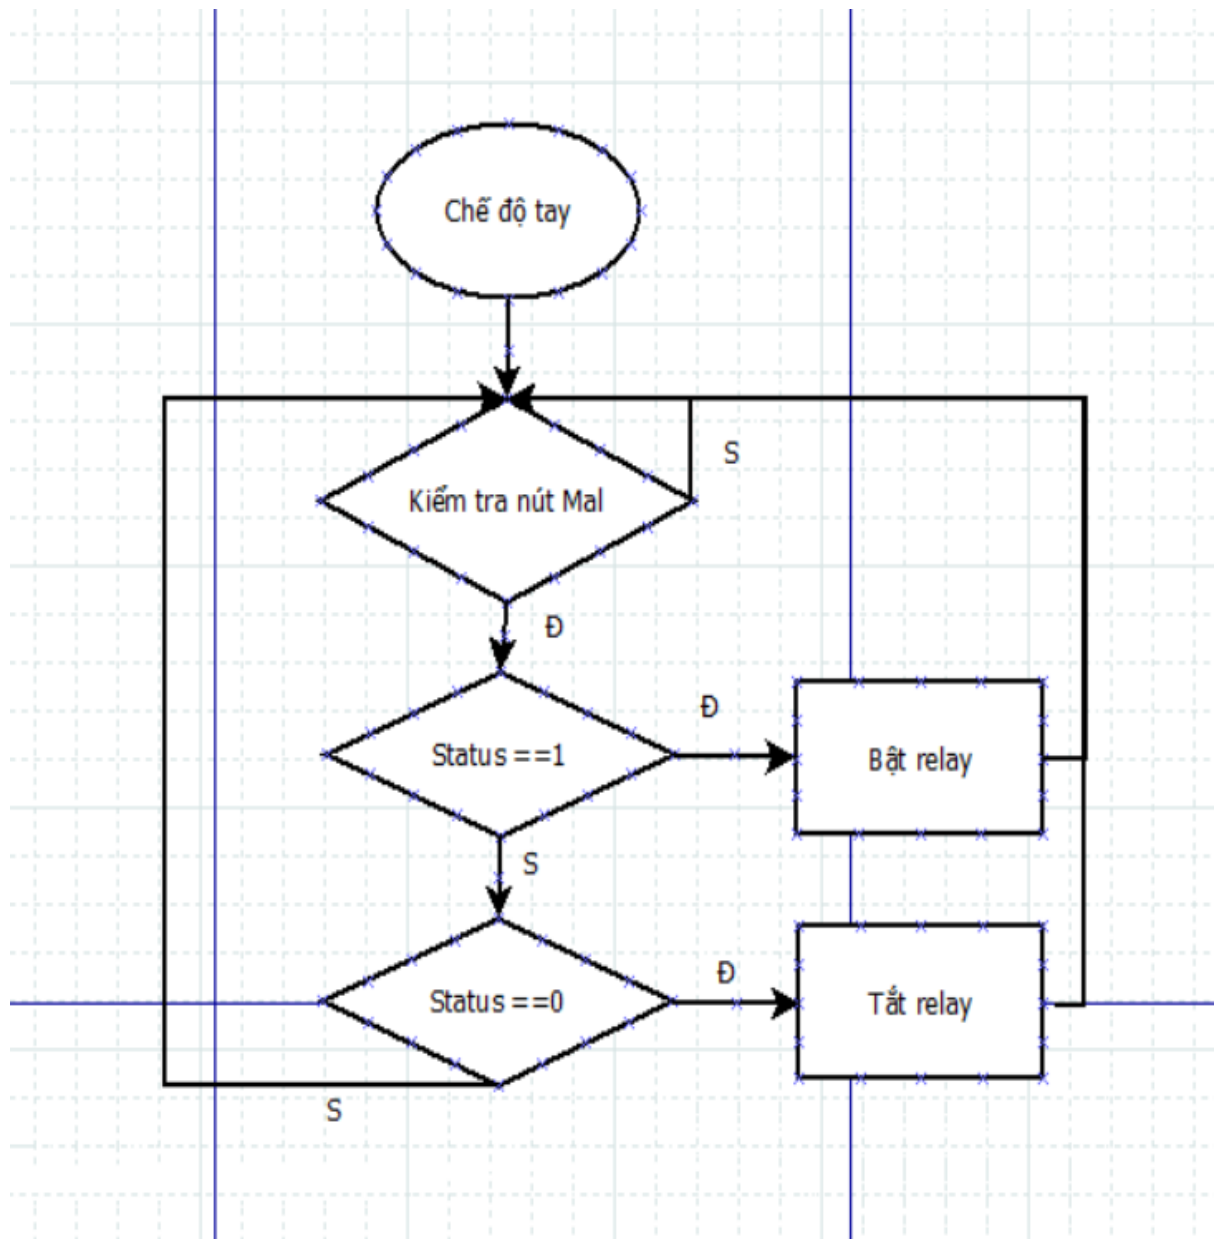 Chế độ tay
S
Kiểm tra nút Mal
Đ
Status ==1
Đ
Bật relay
S
Status ==0
Đ
Tắt relay
S